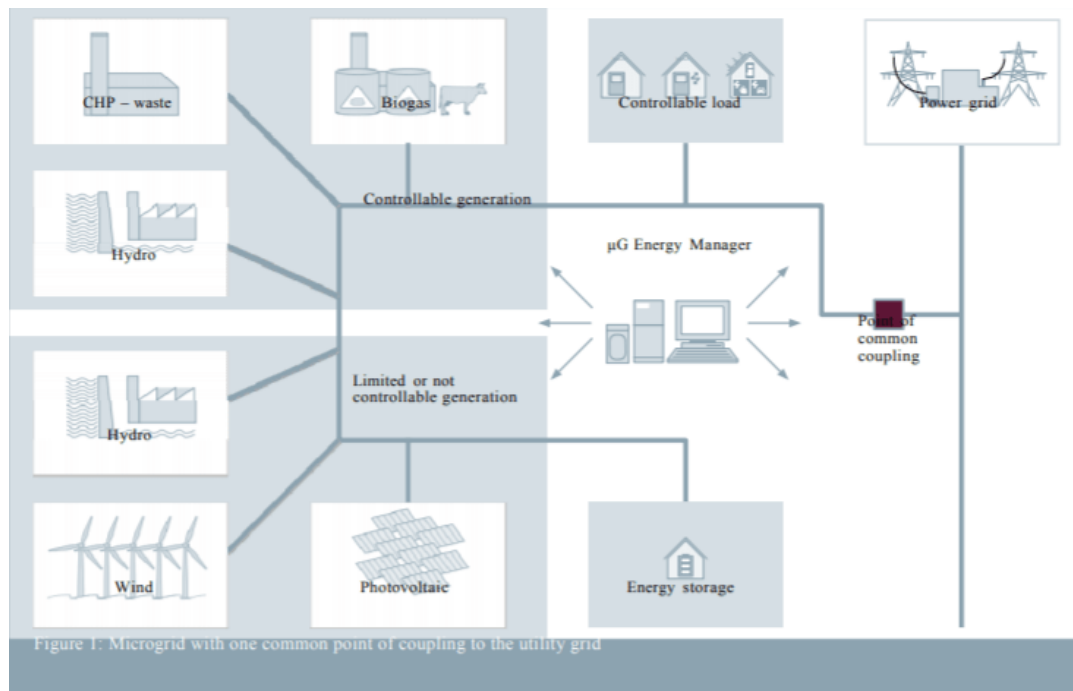 CHP – waste
Biogas
Controllable load
Power grid
Controllable generation
Hydro
μG Energy Manager
Point of
common
coupling
Limited or not
controllable generation
Hydro
Wind
Photovoltaic
Energy storage
Figure 1: Microgrid with one common point of coupling to the utility grid